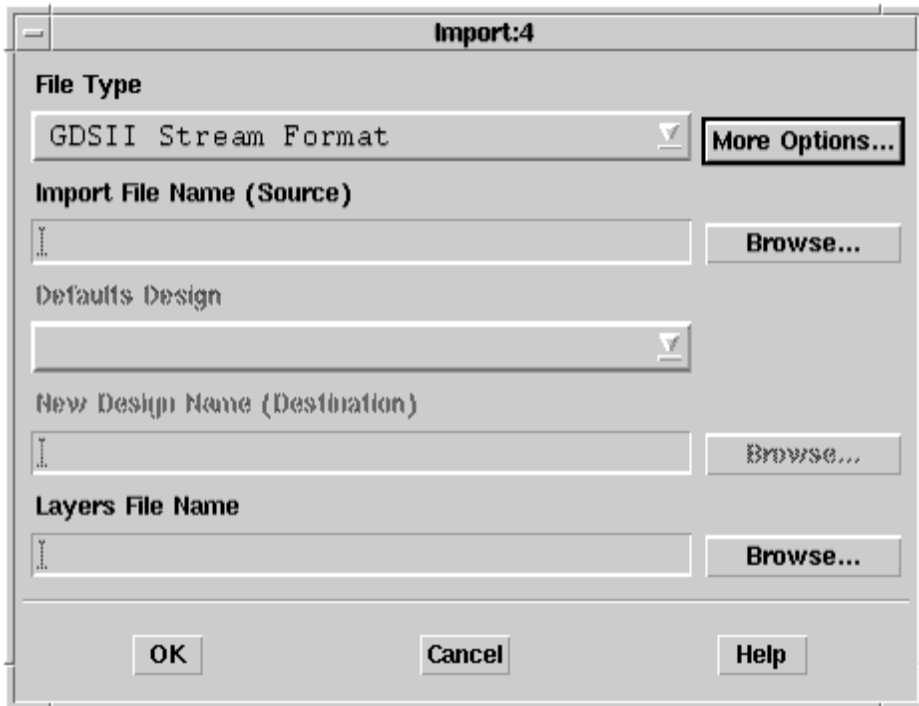 Import:4
File Type
GDSII Stream Format
More Options...
Import File Name (Source)
Browse...
Defaults Design
New Design Name (Destination)
Browse...
Layers File Name
Browse...
OK Cancel Help